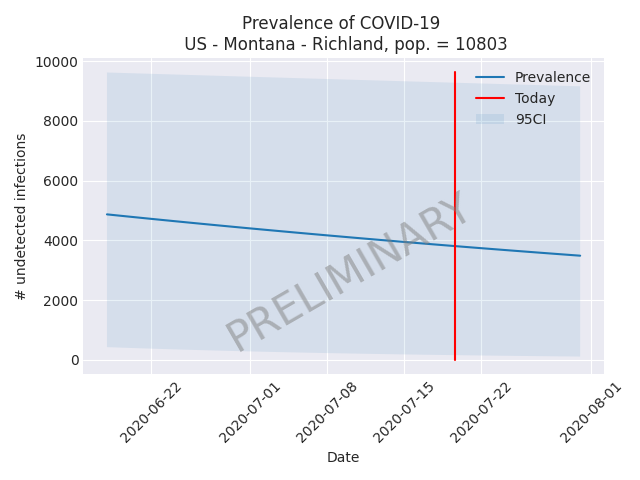 Prevalence of COVID-19
US - Montana - Richland, pop. = 10803
10000
8000
6000
4000
2000
0
# undetected infections
Prevalence
Today
95CI
PRELIMINARY
2020-06-22
2020-07-01
2020-07-08
2020-07-15
2020-07-22
2020-08-01
Date